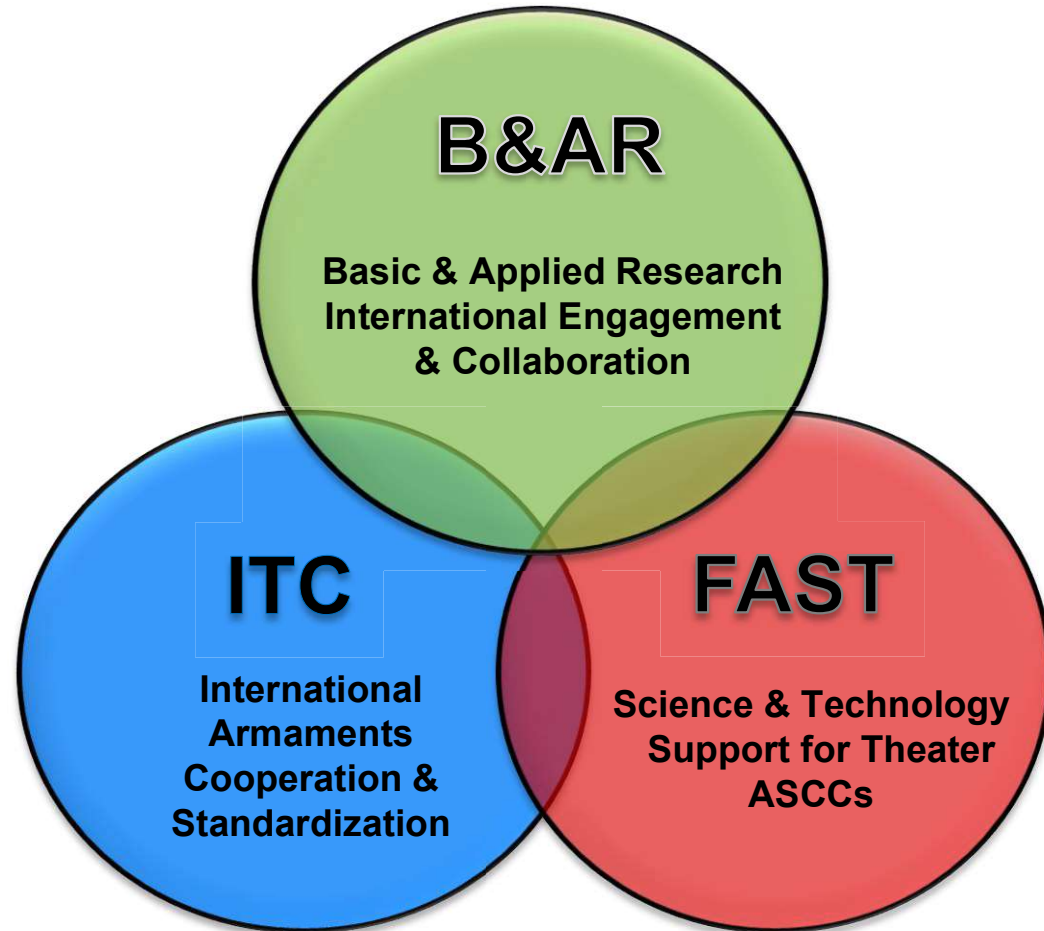 B&AR
Basic & Applied Research
International Engagement
& Collaboration
ITC
International
Armaments
Cooperation &
Standardization
FAST
Science & Technology
Support for Theater
ASCCs